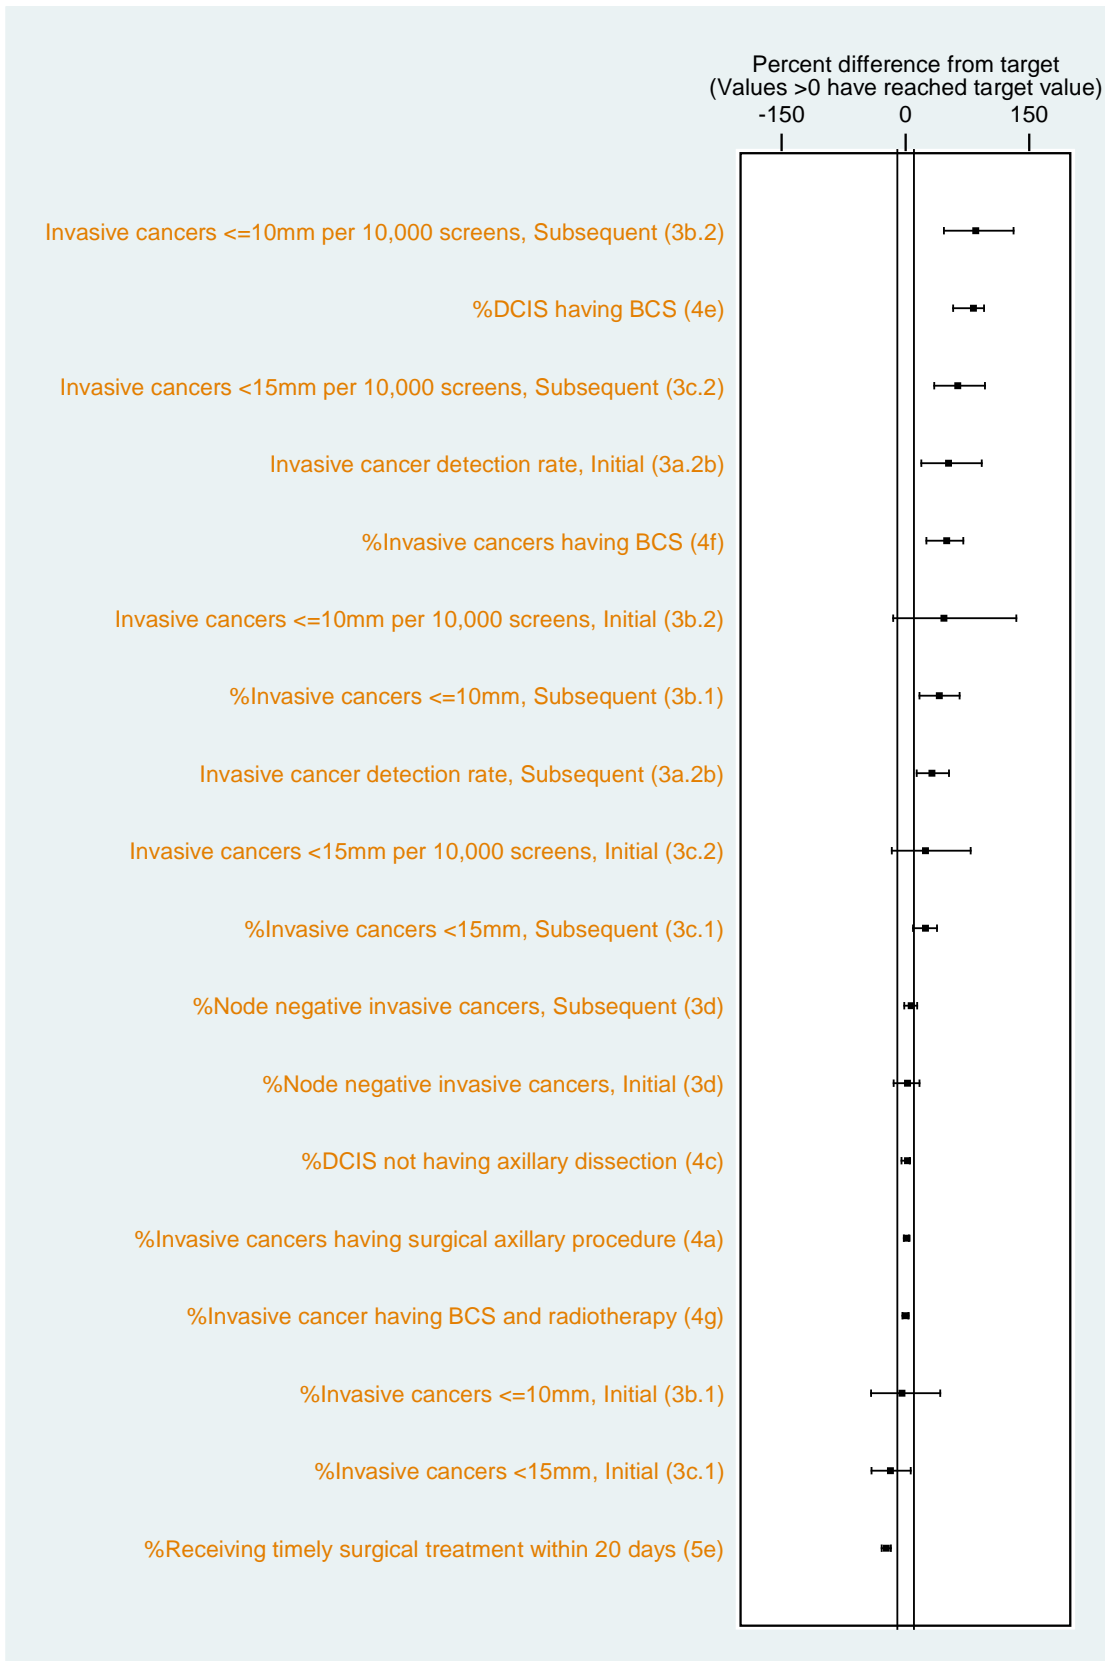 Percent difference from target
(Values >0 have reached target value)
-150 0 150
Invasive cancers <=10mm per 10,000 screens, Subsequent (3b.2)
%DCIS having BCS (4e)
Invasive cancers <15mm per 10,000 screens, Subsequent (3c.2)
Invasive cancer detection rate, Initial (3a.2b)
%Invasive cancers having BCS (4f)
Invasive cancers <=10mm per 10,000 screens, Initial (3b.2)
%Invasive cancers <=10mm, Subsequent (3b.1)
Invasive cancer detection rate, Subsequent (3a.2b)
Invasive cancers <15mm per 10,000 screens, Initial (3c.2)
%Invasive cancers <15mm, Subsequent (3c.1)
%Node negative invasive cancers, Subsequent (3d)
%Node negative invasive cancers, Initial (3d)
%DCIS not having axillary dissection (4c)
%Invasive cancers having surgical axillary procedure (4a)
%Invasive cancer having BCS and radiotherapy (4g)
%Invasive cancers <=10mm, Initial (3b.1)
%Invasive cancers <15mm, Initial (3c.1)
%Receiving timely surgical treatment within 20 days (5e)